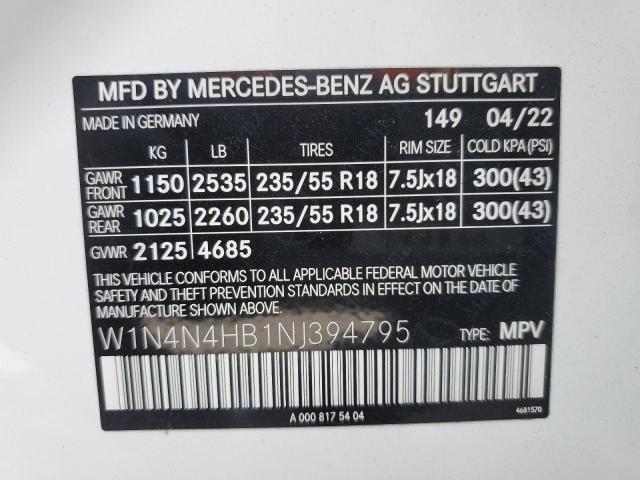 MFD BY MERCEDES-BENZ AG STUTTGART
MADE IN GERMANY 149 04/22
KG LB TIRES RIM SIZE COLD KPA(PSI)
GAWR FRONT 1150 2535 235/55 R18 7.5Jx18 300(43)
GAWR REAR 1025 2260 235/55 R18 7.5Jx18 300(43)
GVWR 2125 4685
THIS VEHICLE CONFORMS TO ALL APPLICABLE FEDERAL MOTOR VEHICLE
SAFETY AND THEFT PREVENTION STANDARDS IN EFFECT ON THE DATE OF
MANUFACTURE SHOWN ABOVE.
W1N4N4HB1NJ394795 TYPE: MPV
A 000 817 54 04
4681570